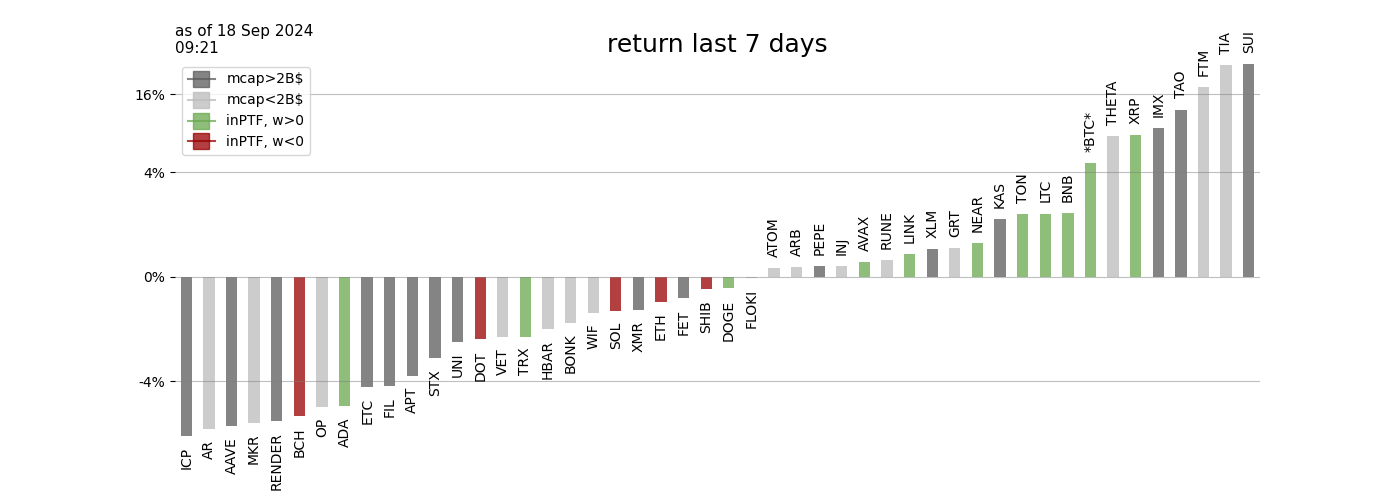 as of 18 Sep 2024
09:21
return last 7 days
mcap>2B$
mcap<2B$
inPTF, w>0
inPTF, w<0
16%
4%
0%
-4%
ICP
AR
AAVE
MKR
RENDER
BCH
OP
ADA
ETC
FIL
APT
STX
UNI
DOT
VET
TRX
HBAR
BONK
WIF
SOL
XMR
ETH
FET
SHIB
DOGE
FLOKI
ATOM
ARB
PEPE
INJ
AVAX
RUNE
LINK
XLM
GRT
NEAR
KAS
TON
LTC
BNB
*BTC*
THETA
XRP
IMX
TAO
FTM
TIA
SUI